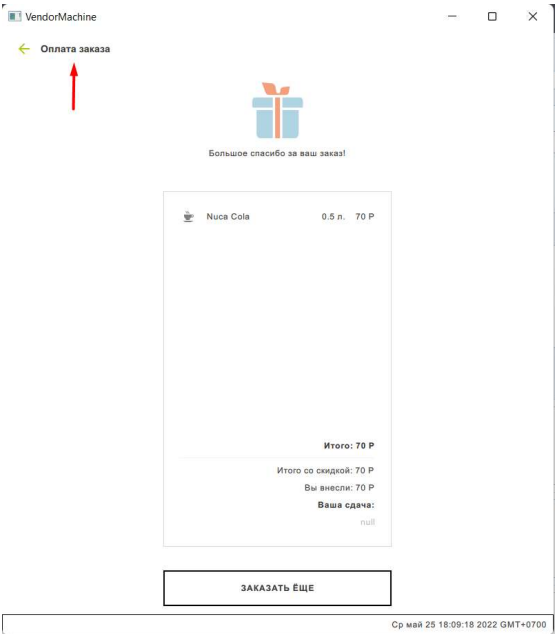 VendorMachine
Оплата заказа
Большое спасибо за ваш заказ!
Nuca Cola 0.5 л. 70 Р
Итого: 70 Р
Итого со скидкой: 70 Р
Вы внесли: 70 Р
Ваша сдача:
null
ЗАКАЗАТЬ ЁЩЕ
Ср май 25 18:09:18 2022 GMT+0700